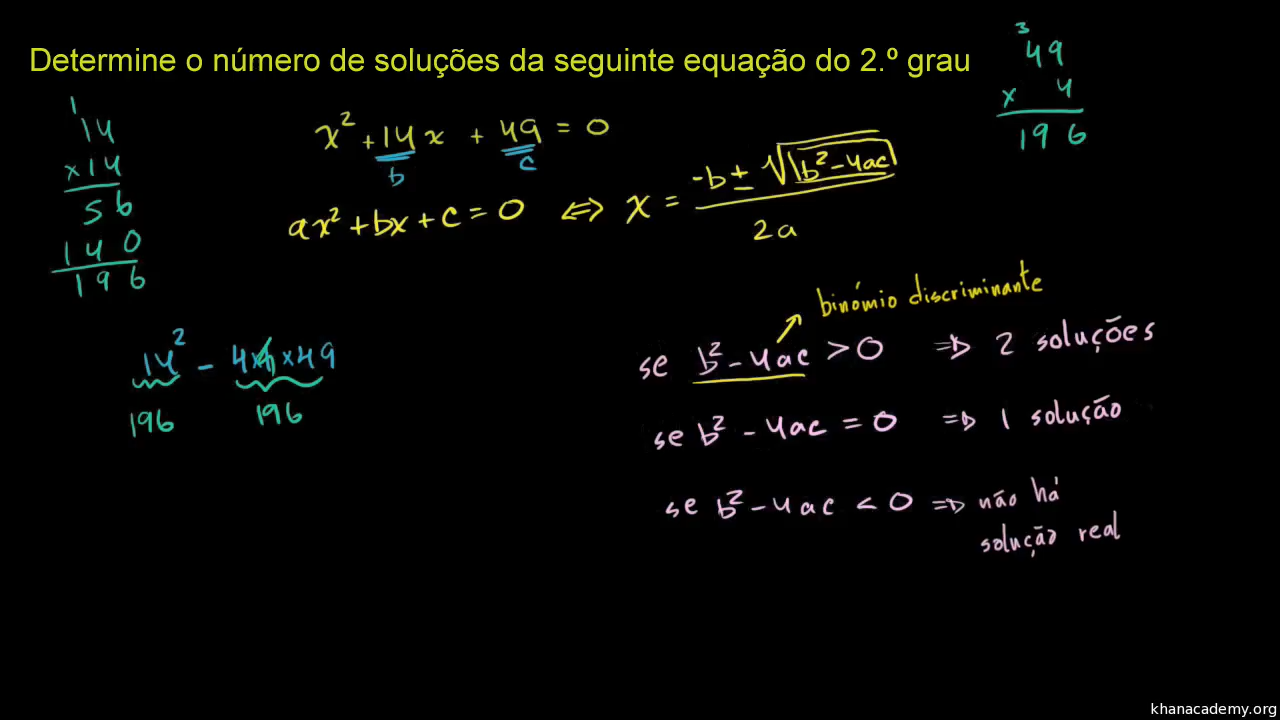 Determine o número de soluções da seguinte equação do 2.º grau
3
49
x 4
196
1
14
x14
56
140
196
x² + 14x + 49 = 0
b
c
ax² + bx + c = 0 ⇔ x = -b ± √b² - 4ac
2a
binómio discriminante
14² - 4x1x49
196
196
se b² - 4ac > 0 ⇒ 2 soluções
se b² - 4ac = 0 ⇒ 1 solução
se b² - 4ac < 0 ⇒ não há
solução real
khanacademy.org